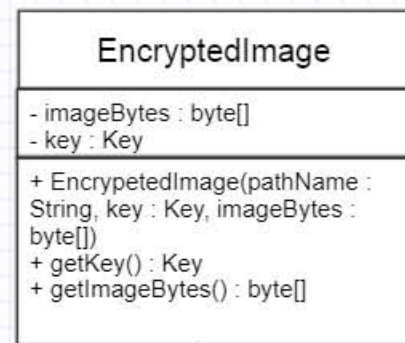 EncryptedImage
- imageBytes : byte[]
- key : Key
+ EncrypetedImage(pathName :
String, key : Key, imageBytes :
byte[])
+ getKey() : Key
+ getImageBytes() : byte[]